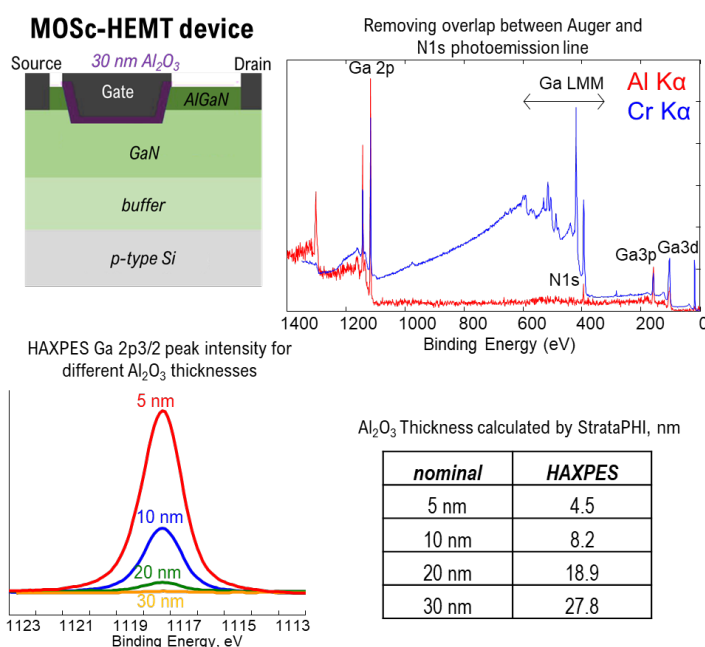 MOSc-HEMT device
Source
30 nm Al₂O₃
Drain
Gate
AlGaN
GaN
buffer
p-type Si
Removing overlap between Auger and
N1s photoemission line
Ga 2p
Ga LMM
Al Kα
Cr Kα
N1s
Ga3p
Ga3d
1400 1200 1000 800 600 400 200 0
Binding Energy (eV)
HAXPES Ga 2p3/2 peak intensity for
different Al₂O₃ thicknesses
5 nm
10 nm
20 nm
30 nm
1123 1121 1119 1117 1115 1113
Binding Energy, eV
Al₂O₃ Thickness calculated by StrataPHI, nm
nominal HAXPES
5 nm 4.5
10 nm 8.2
20 nm 18.9
30 nm 27.8